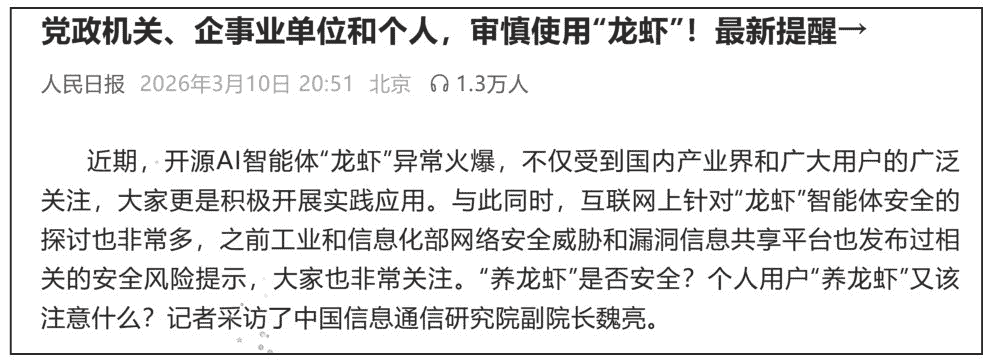 党政机关、企事业单位和个人，审慎使用“龙虾”！最新提醒→
人民日报 2026年3月10日 20:51 北京 1.3万人
近期，开源AI智能体“龙虾”异常火爆，不仅受到国内产业界和广大用户的广泛
关注，大家更是积极开展实践应用。与此同时，互联网上针对“龙虾”智能体安全的
探讨也非常多，之前工业和信息化部网络安全威胁和漏洞信息共享平台也发布过相
关的安全风险提示，大家也非常关注。“养龙虾”是否安全？个人用户“养龙虾”又该
注意什么？记者采访了中国信息通信研究院副院长魏亮。